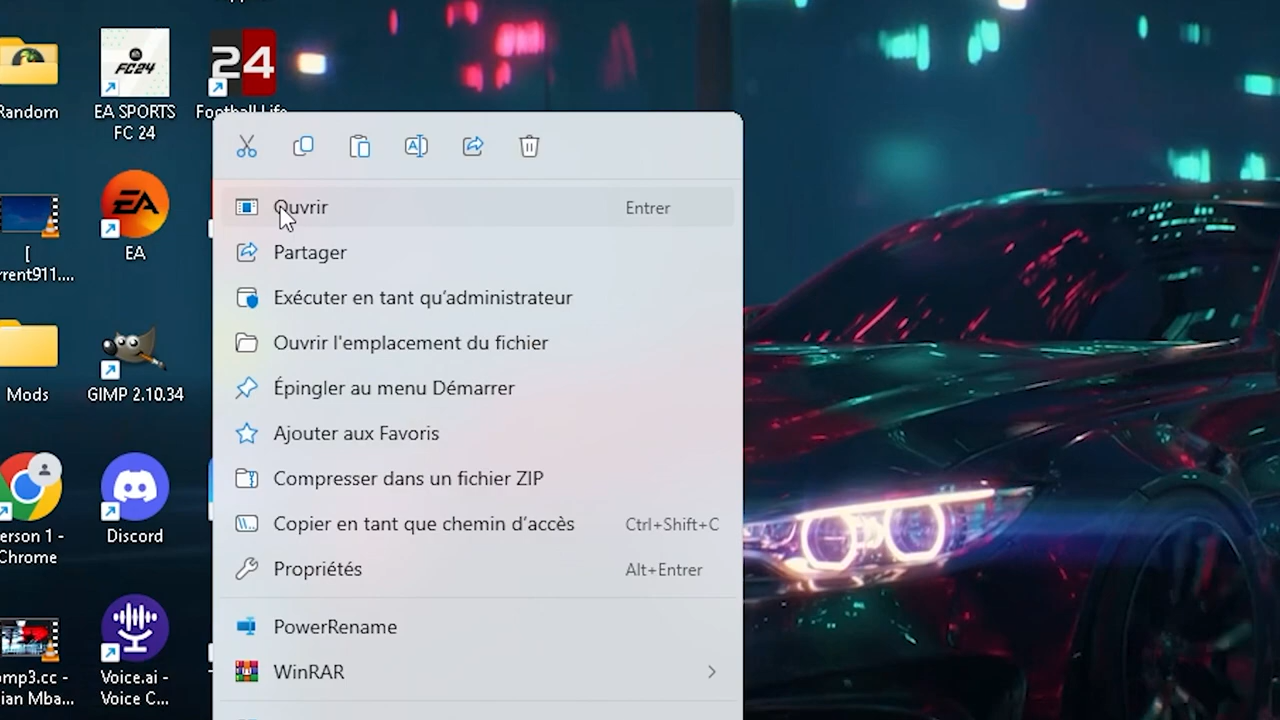 Random
EA SPORTS
FC 24
FC24
24
Football Life
EA
EA
[
rrent911....
Mods
GIMP 2.10.34
erson 1 -
Chrome
Discord
mp3.cc -
ian Mba...
Voice.ai -
Voice C...
Ouvrir Entrer
Partager
Exécuter en tant qu’administrateur
Ouvrir l'emplacement du fichier
Épingler au menu Démarrer
Ajouter aux Favoris
Compresser dans un fichier ZIP
Copier en tant que chemin d’accès Ctrl+Shift+C
Propriétés Alt+Entrer
PowerRename
WinRAR